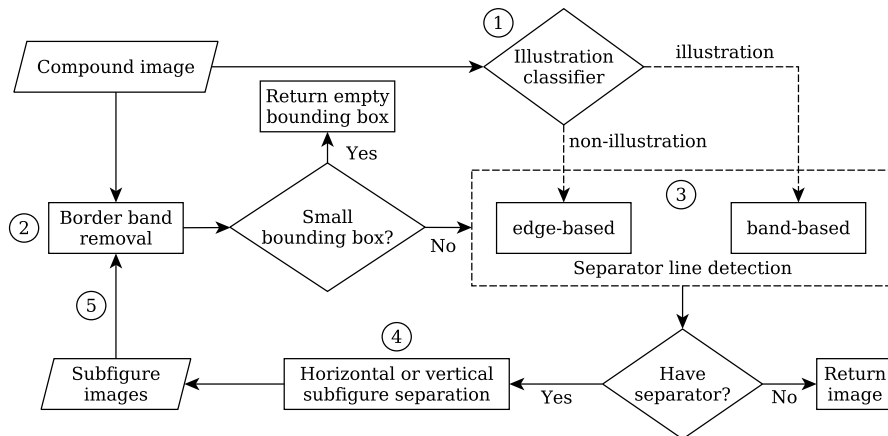 1
Compound image
Illustration
classifier
illustration
Return empty
bounding box
non-illustration
Yes
2
Border band
removal
Small
bounding box?
No
3
edge-based
band-based
Separator line detection
5
4
Subfigure
images
Horizontal or vertical
subfigure separation
Yes
Have
separator?
No
Return
image